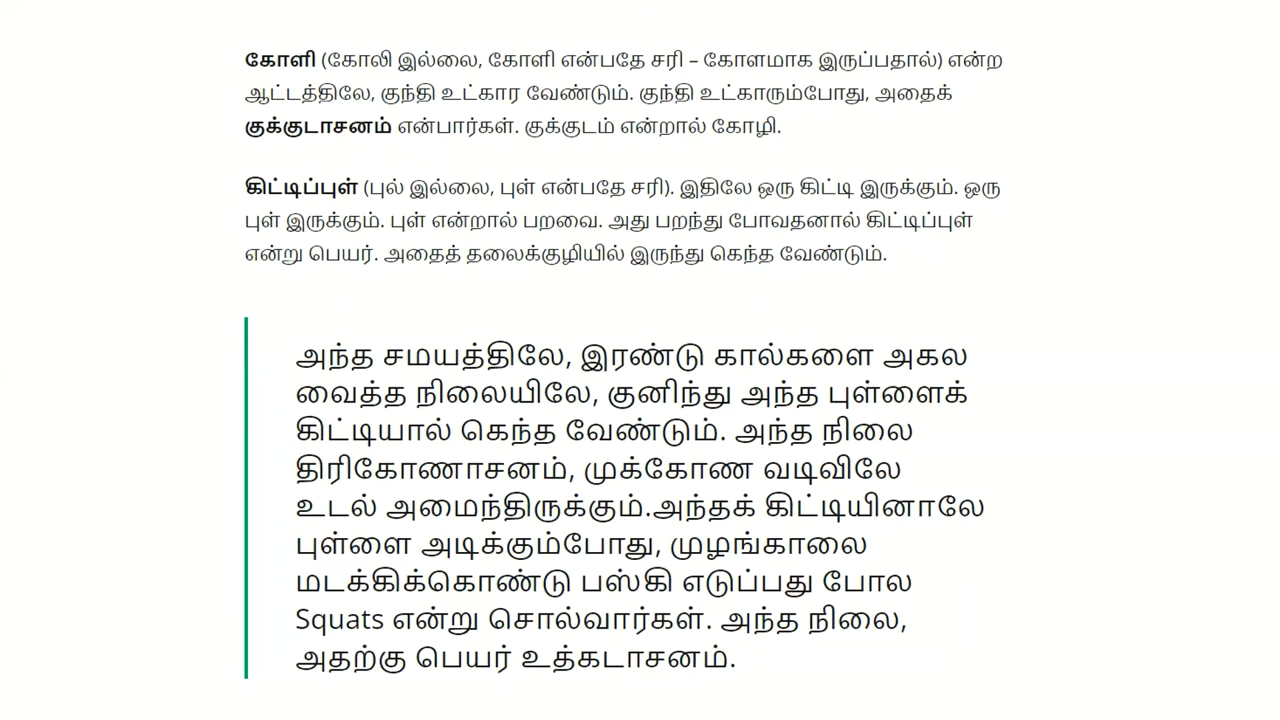 கோளி (கோலி இல்லை, கோளி என்பதே சரி – கோளமாக இருப்பதால்) என்ற
ஆட்டத்திலே, குந்தி உட்கார வேண்டும். குந்தி உட்காரும்போது, அதைக்
குக்குடாசனம் என்பார்கள். குக்குடம் என்றால் கோழி.
கிட்டிப்புள் (புல் இல்லை, புள் என்பதே சரி). இதிலே ஒரு கிட்டி இருக்கும். ஒரு
புள் இருக்கும். புள் என்றால் பறவை. அது பறந்து போவதனால் கிட்டிப்புள்
என்று பெயர். அதைத் தலைக்குழியில் இருந்து கெந்த வேண்டும்.
அந்த சமயத்திலே, இரண்டு கால்களை அகல
வைத்த நிலையிலே, குனிந்து அந்த புள்ளைக்
கிட்டியால் கெந்த வேண்டும். அந்த நிலை
திரிகோணாசனம், முக்கோண வடிவிலே
உடல் அமைந்திருக்கும்.அந்தக் கிட்டியினாலே
புள்ளை அடிக்கும்போது, முழங்காலை
மடக்கிக்கொண்டு பஸ்கி எடுப்பது போல
Squats என்று சொல்வார்கள். அந்த நிலை,
அதற்கு பெயர் உத்கடாசனம்.